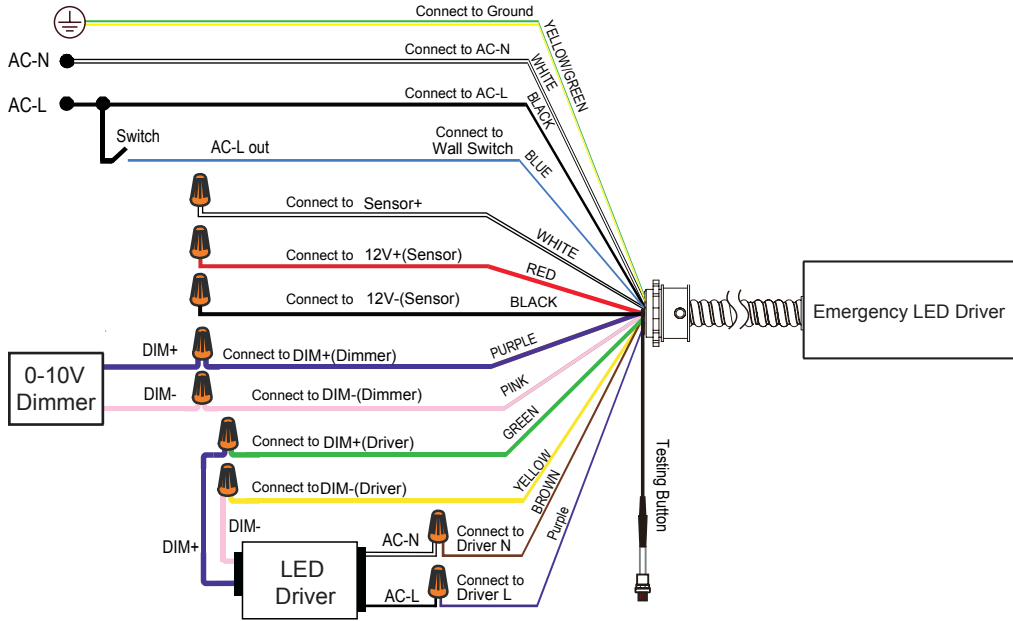 Connect to Ground
YELLOW/GREEN
AC-N
Connect to AC-N
WHITE
AC-L
Connect to AC-L
BLACK
Switch
AC-L out
Connect to
Wall Switch
BLUE
Connect to Sensor+
WHITE
Connect to 12V+(Sensor)
RED
Connect to 12V-(Sensor)
BLACK
Emergency LED Driver
DIM+
Connect to DIM+(Dimmer)
PURPLE
0-10V
Dimmer
DIM-
Connect to DIM-(Dimmer)
PINK
Connect to DIM+(Driver)
GREEN
Connect toDIM-(Driver)
YELLOW
BROWN
Purple
Testing Button
DIM+
DIM-
LED
Driver
AC-N
Connect to
Driver N
AC-L
Connect to
Driver L